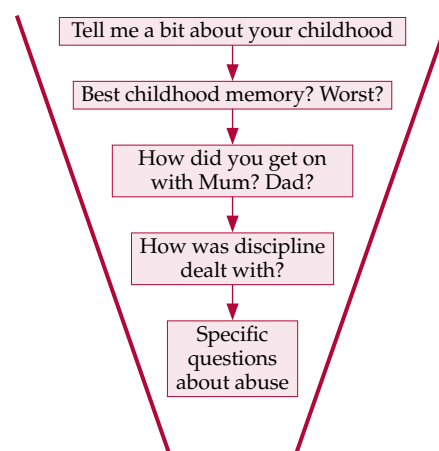 Tell me a bit about your childhood
Best childhood memory? Worst?
How did you get on
with Mum? Dad?
How was discipline
dealt with?
Specific
questions
about abuse